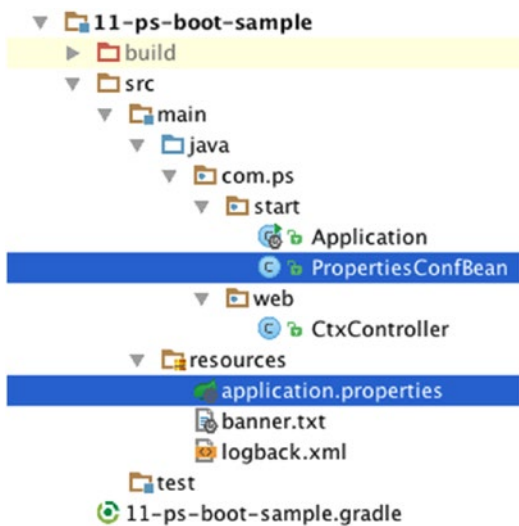 11-ps-boot-sample
build
src
main
java
com.ps
start
Application
PropertiesConfBean
web
CtxController
resources
application.properties
banner.txt
logback.xml
test
11-ps-boot-sample.gradle